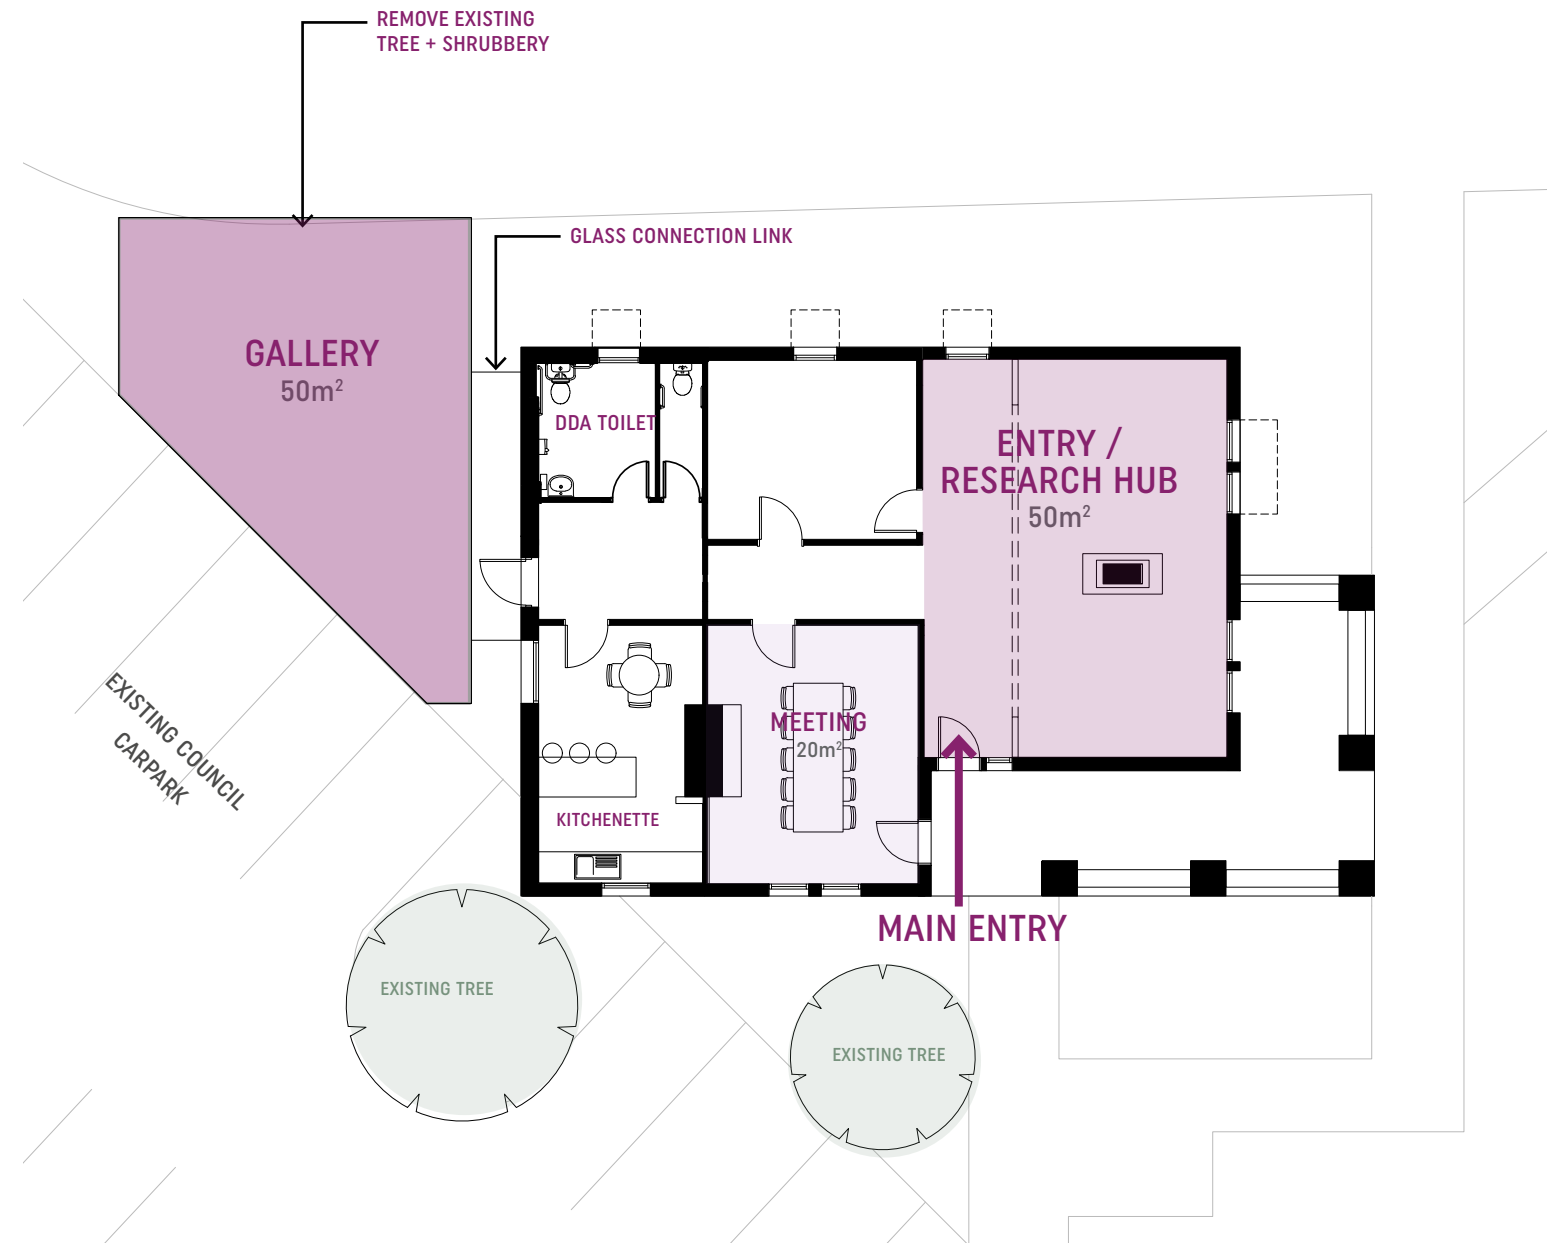 REMOVE EXISTING
TREE + SHRUBBERY
GLASS CONNECTION LINK
GALLERY
50m²
DDA TOILET
ENTRY /
RESEARCH HUB
50m²
EXISTING COUNCIL
CARPARK
MEETING
20m²
KITCHENETTE
MAIN ENTRY
EXISTING TREE
EXISTING TREE